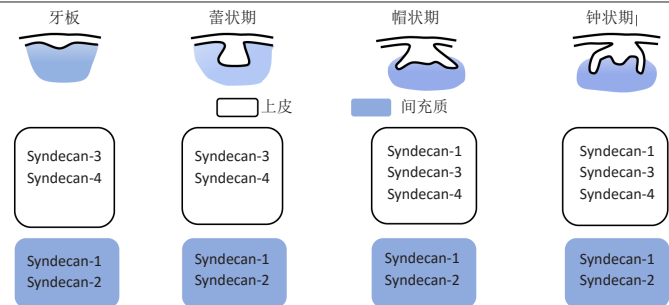 牙板
蕾状期
帽状期
钟状期
上皮
间充质
Syndecan-3
Syndecan-4
Syndecan-3
Syndecan-4
Syndecan-1
Syndecan-3
Syndecan-4
Syndecan-1
Syndecan-3
Syndecan-4
Syndecan-1
Syndecan-2
Syndecan-1
Syndecan-2
Syndecan-1
Syndecan-2
Syndecan-1
Syndecan-2